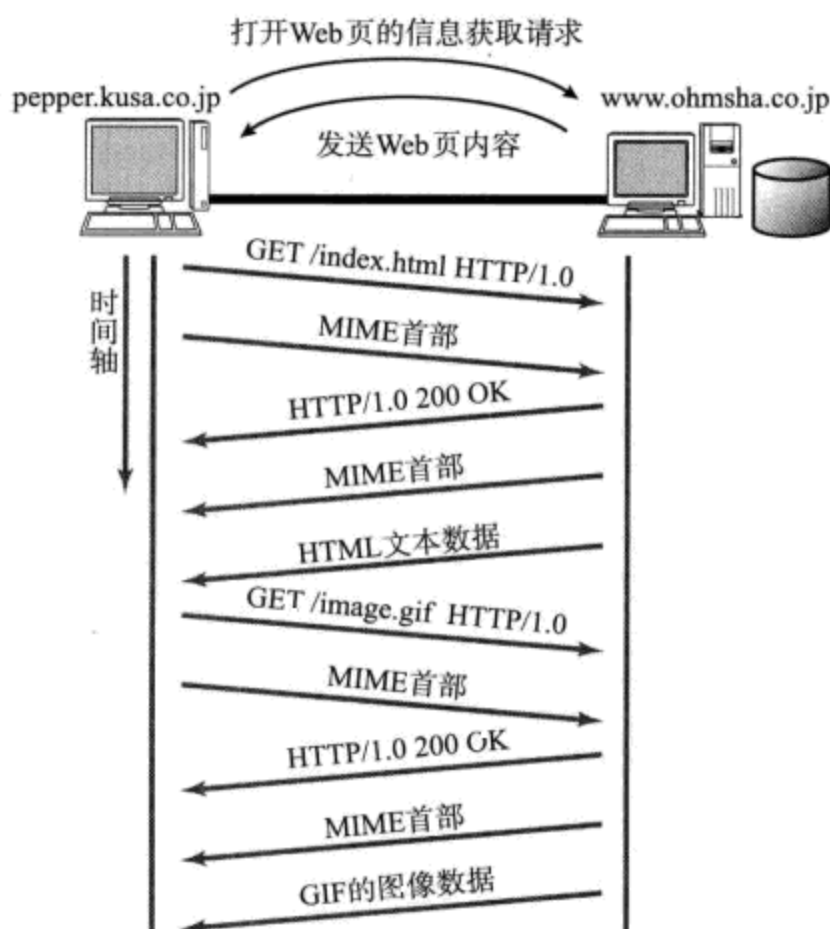 打开Web页的信息获取请求
pepper.kusa.co.jp
www.ohmsha.co.jp
发送Web页内容
时间轴
GET /index.html HTTP/1.0
MIME首部
HTTP/1.0 200 OK
MIME首部
HTML文本数据
GET /image.gif HTTP/1.0
MIME首部
HTTP/1.0 200 OK
MIME首部
GIF的图像数据